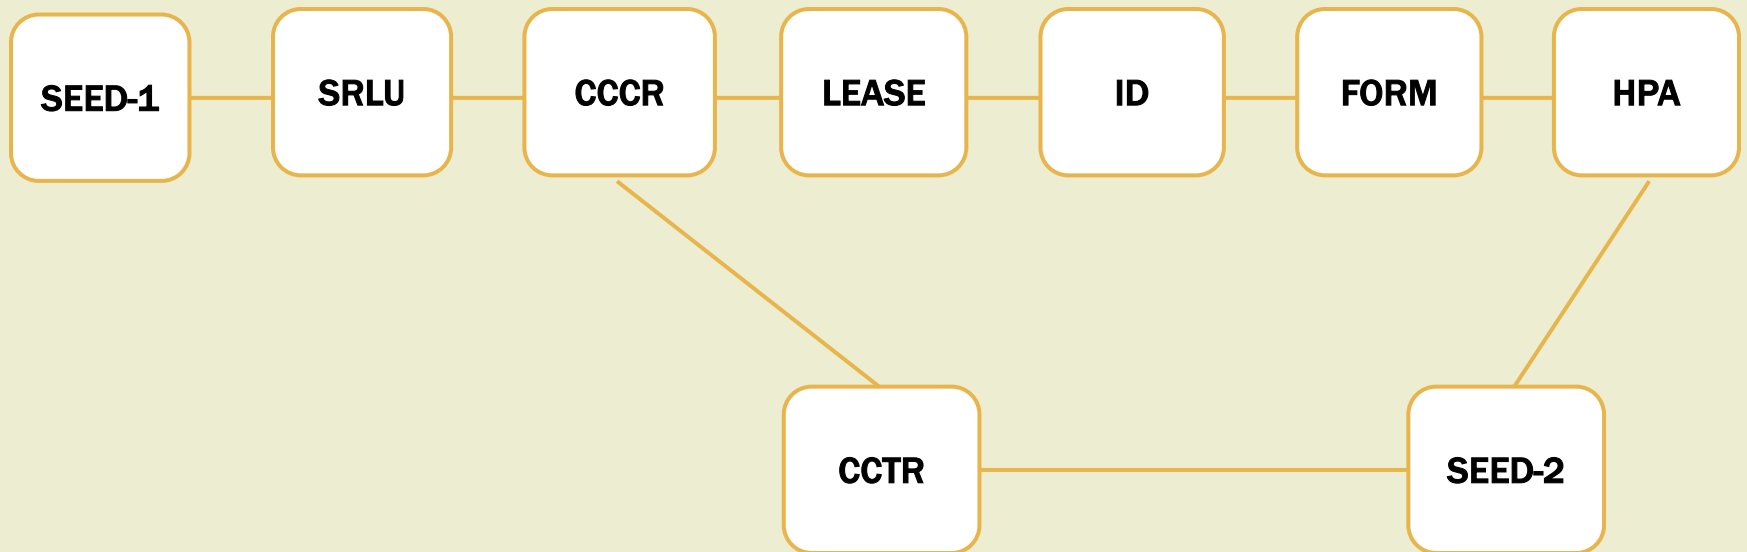 SEED-1
SRLU
CCCR
LEASE
ID
FORM
HPA
CCTR
SEED-2